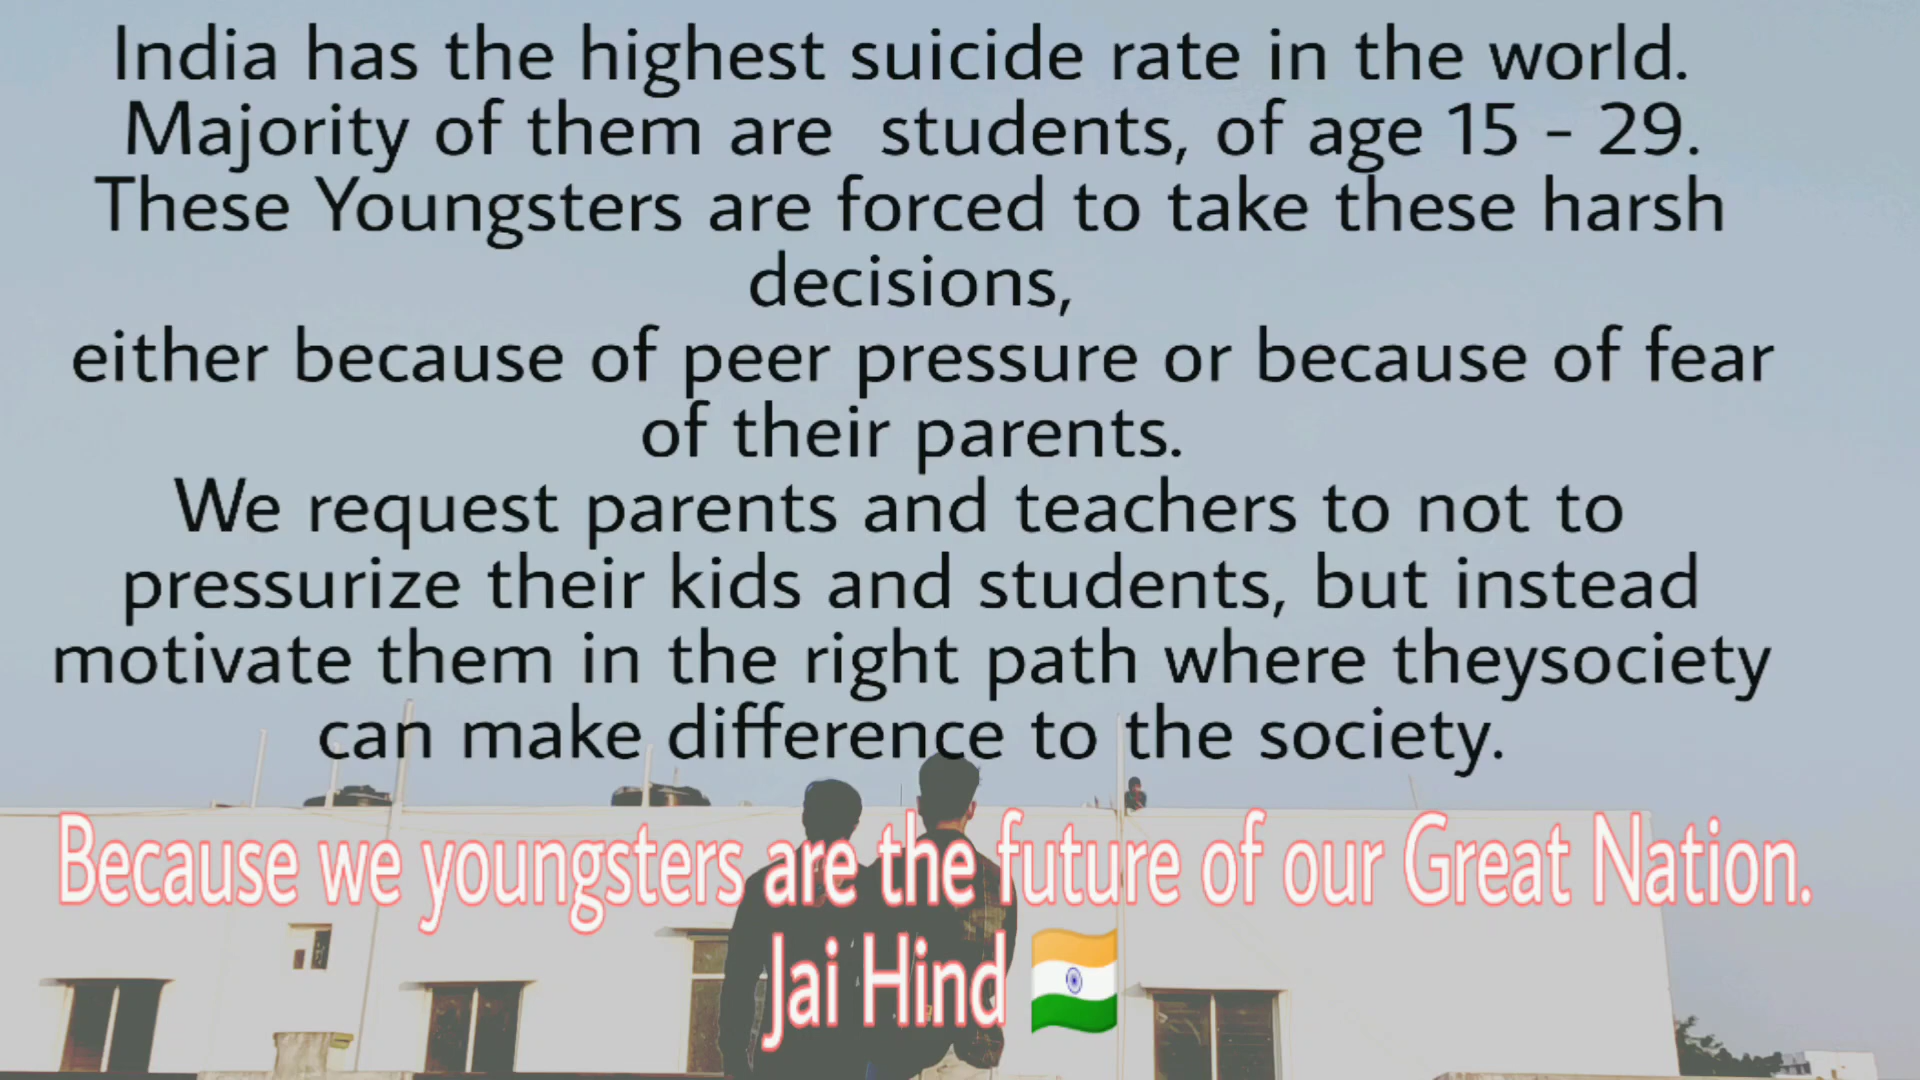 India has the highest suicide rate in the world.
Majority of them are  students, of age 15 - 29.
These Youngsters are forced to take these harsh
decisions,
either because of peer pressure or because of fear
of their parents.
We request parents and teachers to not to
pressurize their kids and students, but instead
motivate them in the right path where theysociety
can make difference to the society.
Because we youngsters are the future of our Great Nation.
Jai Hind 🇮🇳